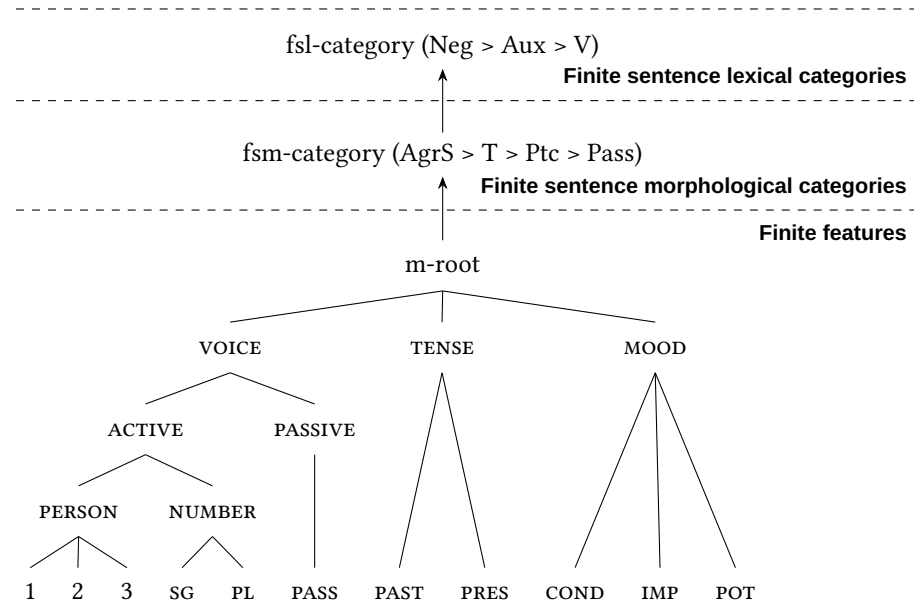 fsl-category (Neg > Aux > V)
Finite sentence lexical categories
fsm-category (AgrS > T > Ptc > Pass)
Finite sentence morphological categories
Finite features
m-root
VOICE TENSE MOOD
ACTIVE PASSIVE
PERSON NUMBER
1 2 3 SG PL PASS PAST PRES COND IMP POT